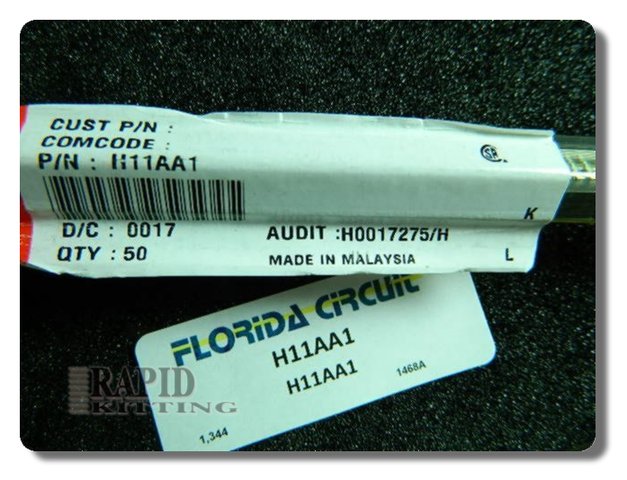 CUST P/N :
COMCODE :
P/N : H11AA1
D/C : 0017
AUDIT :H0017275/H
K
QTY : 50
MADE IN MALAYSIA
L
FLORIDA CIRCUIT
H11AA1
H11AA1
1468A
1,344
RAPID
KITTING